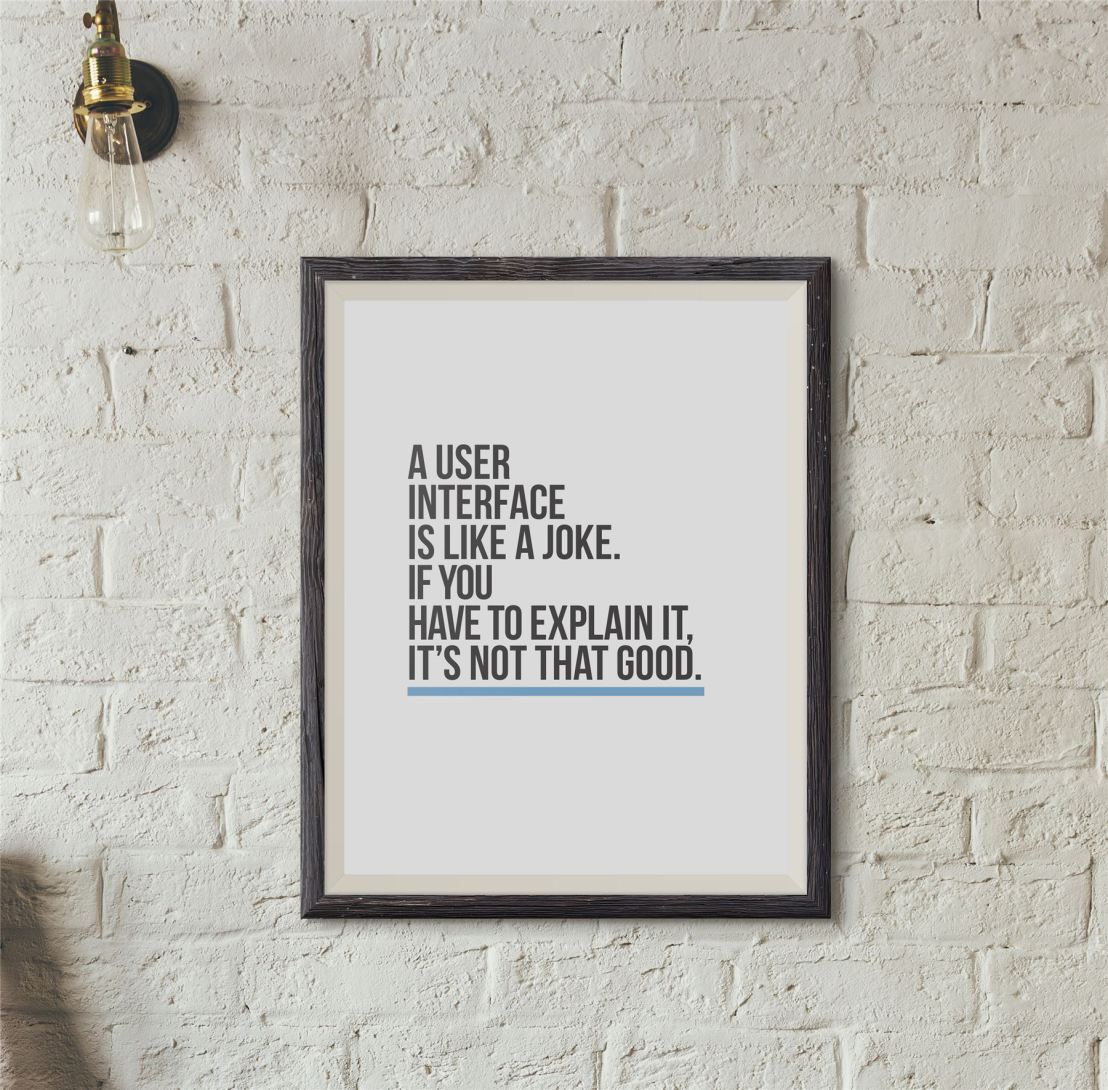 A USER
INTERFACE
IS LIKE A JOKE.
IF YOU
HAVE TO EXPLAIN IT,
IT'S NOT THAT GOOD.